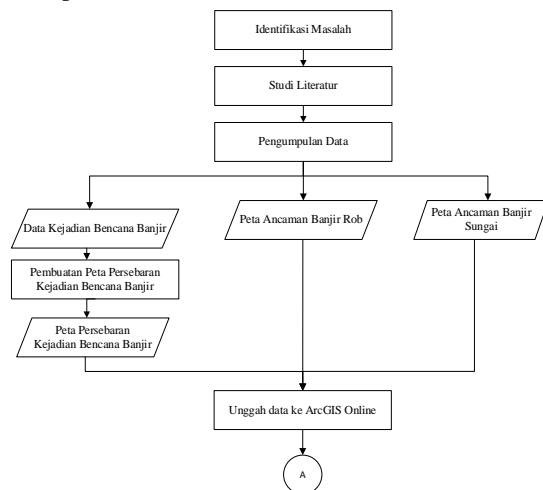 Identifikasi Masalah
Studi Literatur
Pengumpulan Data
Data Kejadian Bencana Banjir
Peta Ancaman Banjir Rob
Peta Ancaman Banjir
Sungai
Pembuatan Peta Persebaran
Kejadian Bencana Banjir
Peta Persebaran
Kejadian Bencana Banjir
Unggah data ke ArcGIS Online
A